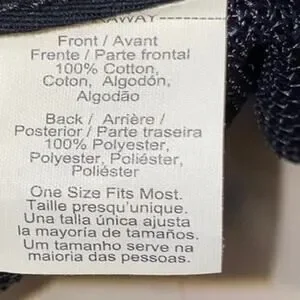 AWAY
Front / Avant
Frente / Parte frontal
100% Cotton,
Coton, Algodón,
Algodão
Back / Arrière /
Posterior / Parte traseira
100% Polyester,
Polyester, Poliéster,
Poliéster
One Size Fits Most.
Taille presqu'unique.
Una talla única ajusta
la mayoría de tamaños.
Um tamanho serve na
maioria das pessoas.